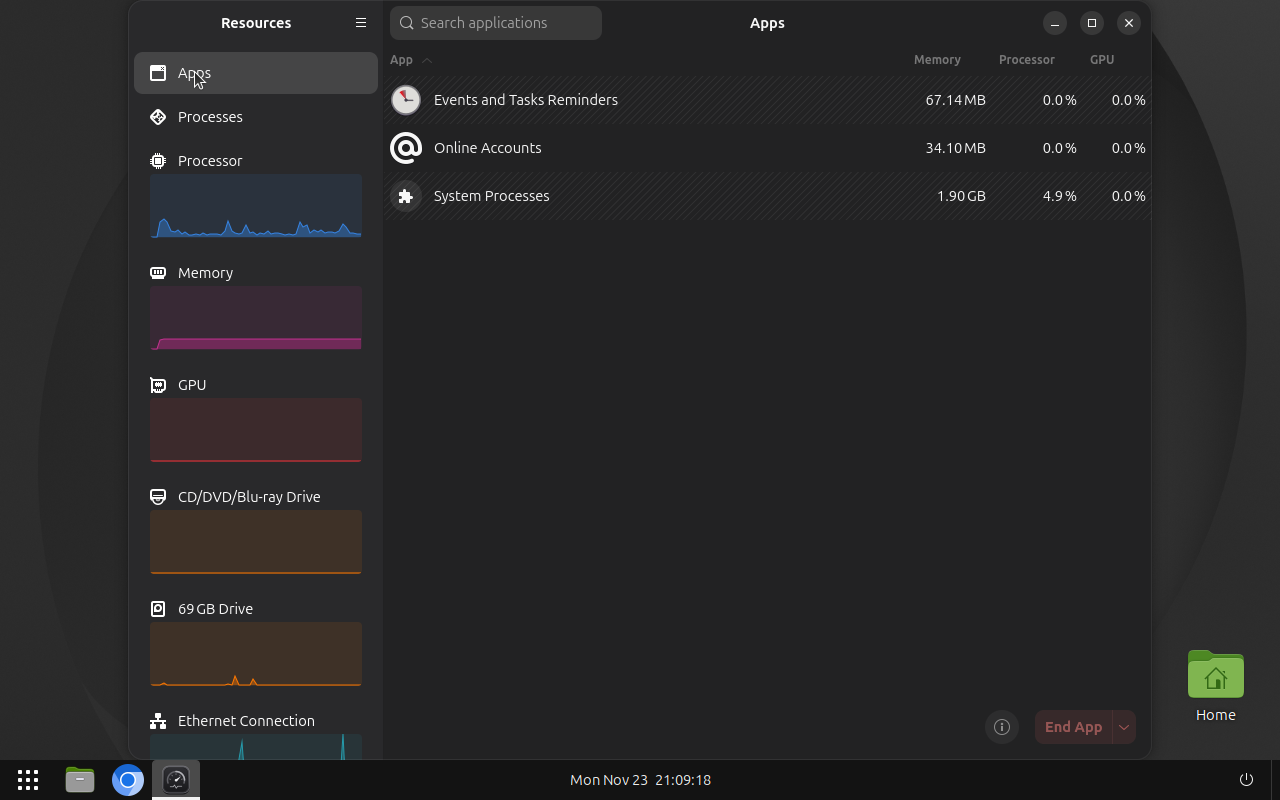 Resources
Search applications
Apps
Apps
Processes
Processor
Memory
GPU
CD/DVD/Blu-ray Drive
69 GB Drive
Ethernet Connection
App Memory Processor GPU
Events and Tasks Reminders 67.14 MB 0.0 % 0.0 %
Online Accounts 34.10 MB 0.0 % 0.0 %
System Processes 1.90 GB 4.9 % 0.0 %
End App
Home
Mon Nov 23 21:09:18